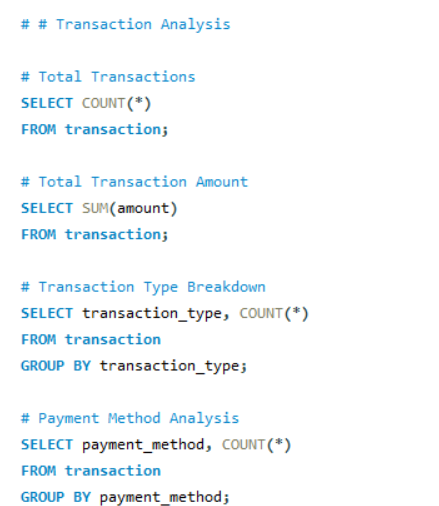 # # Transaction Analysis
# Total Transactions
SELECT COUNT(*)
FROM transaction;
# Total Transaction Amount
SELECT SUM(amount)
FROM transaction;
# Transaction Type Breakdown
SELECT transaction_type, COUNT(*)
FROM transaction
GROUP BY transaction_type;
# Payment Method Analysis
SELECT payment_method, COUNT(*)
FROM transaction
GROUP BY payment_method;